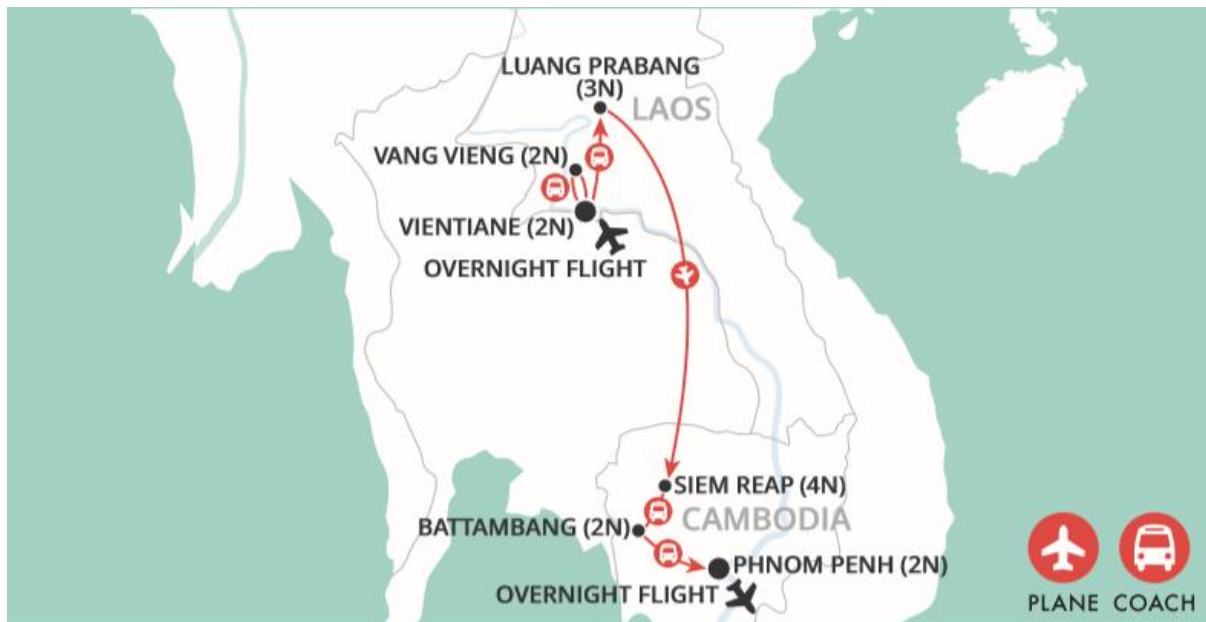 LUANG PRABANG
(3N)
LAOS
VANG VIENG (2N)
VIENTIANE (2N)
OVERNIGHT FLIGHT
SIEM REAP (4N)
CAMBODIA
BATTAMBANG (2N)
PHNOM PENH (2N)
OVERNIGHT FLIGHT
PLANE COACH